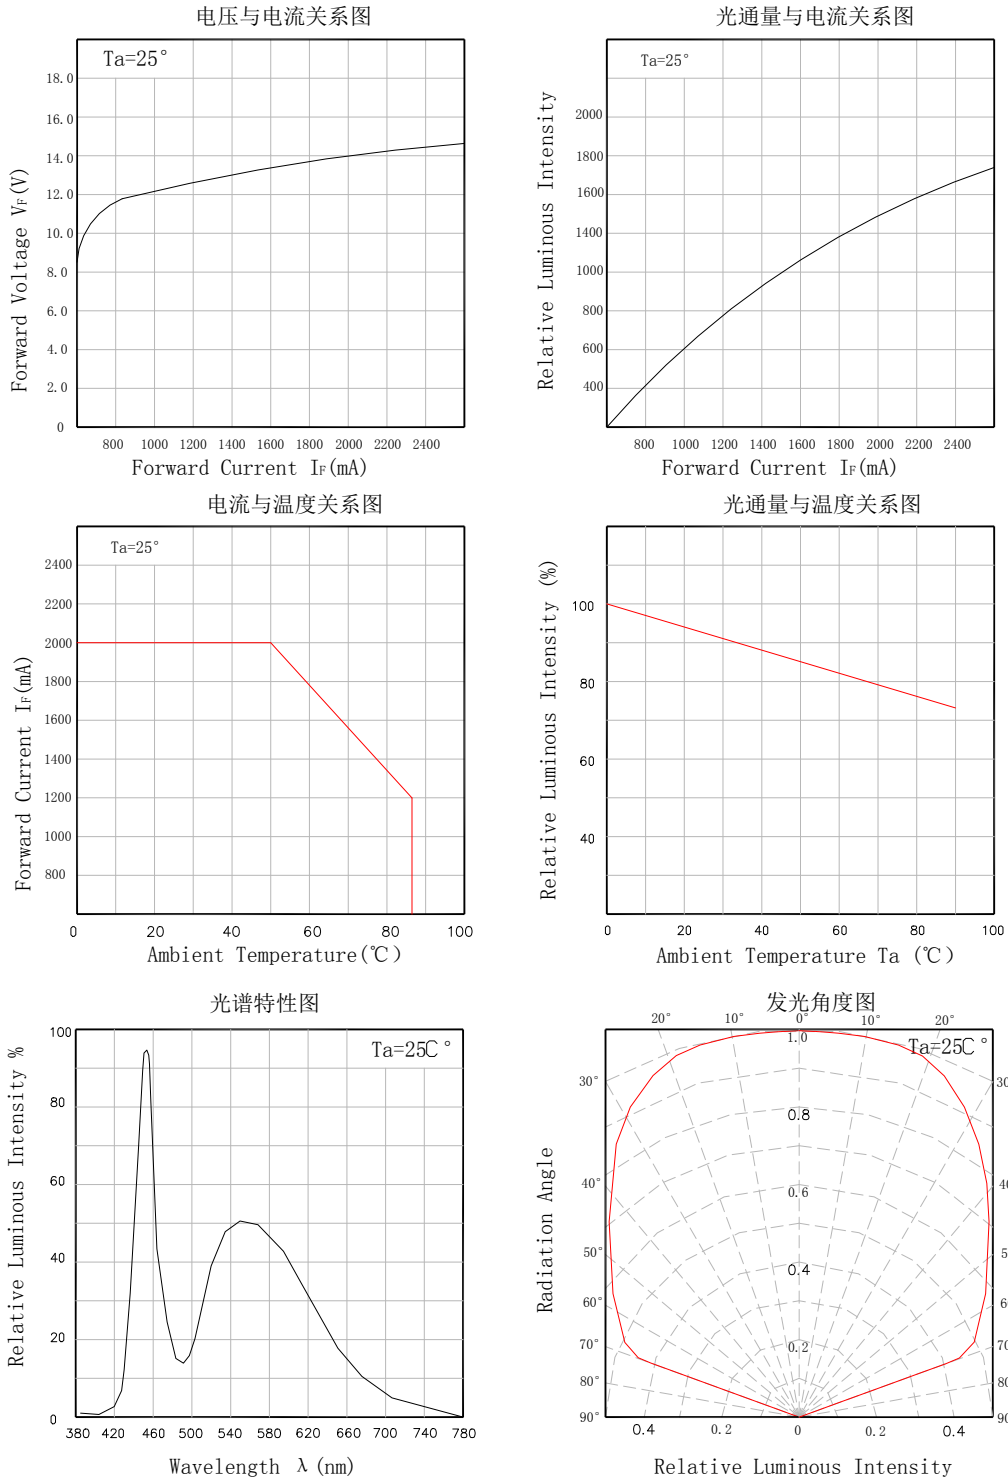 电压与电流关系图
Ta=25°
18.0
16.0
14.0
12.0
10.0
8.0
6.0
4.0
2.0
0
Forward Voltage VF(V)
800 1000 1200 1400 1600 2000 2200 2400
Forward Current IF(mA)
光通量与电流关系图
Ta=25°
2000
1800
1600
1400
1000
800
600
400
Relative Luminous Intensity
800 1000 1200 1400 1600 2000 2200 2400
Forward Current IF(mA)
电流与温度关系图
Ta=25°
2400
2200
2000
1800
1600
1400
1200
1000
800
Forward Current IF(mA)
0 20 40 60 80 100
Ambient Temperature(℃)
光通量与温度关系图
100
80
60
40
Relative Luminous Intensity (%)
0 20 40 60 80 100
Ambient Temperature Ta (℃)
光谱特性图
Ta=25C°
100
80
60
40
20
0
Relative Luminous Intensity %
380 420 460 500 540 580 620 660 700 740 780
Wavelength λ (nm)
发光角度图
20° 10° 0° 10° 20°
Ta=25C°
1.0
0.8
0.6
0.4
0.2
30° 30
40° 40
50° 50
60° 60
70° 70
80° 80
90° 90
Radiation Angle
0.4 0.2 0 0.2 0.4
Relative Luminous Intensity